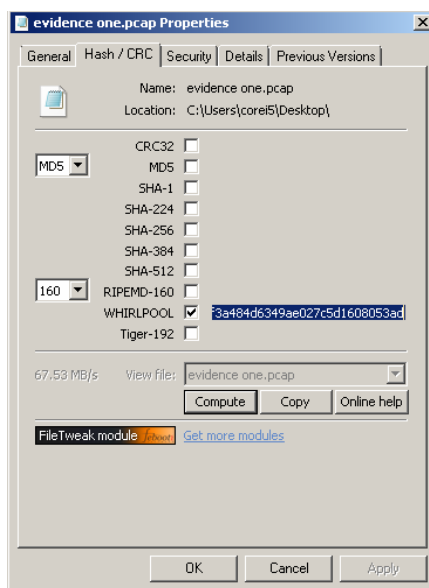 evidence one.pcap Properties
General Hash / CRC Security Details Previous Versions
Name: evidence one.pcap
Location: C:\Users\corei5\Desktop\
CRC32
MD5 MD5
SHA-1
SHA-224
SHA-256
SHA-384
SHA-512
160 RIPEMD-160
WHIRLPOOL f3a484d6349ae027c5d1608053ad
Tiger-192
67.53 MB/s View file: evidence one.pcap
Compute Copy Online help
FileTweak module febooti Get more modules
OK Cancel Apply